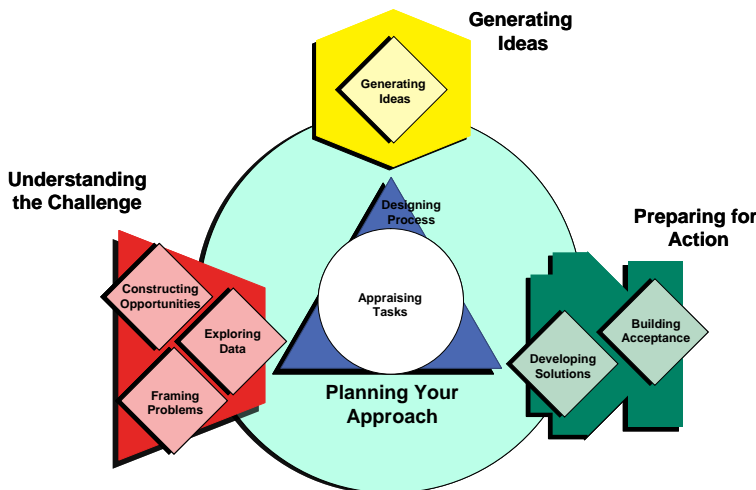 Generating
Ideas
Generating
Ideas
Understanding
the Challenge
Designing
Process
Preparing for
Action
Constructing
Opportunities
Exploring
Data
Framing
Problems
Appraising
Tasks
Building
Acceptance
Developing
Solutions
Planning Your
Approach